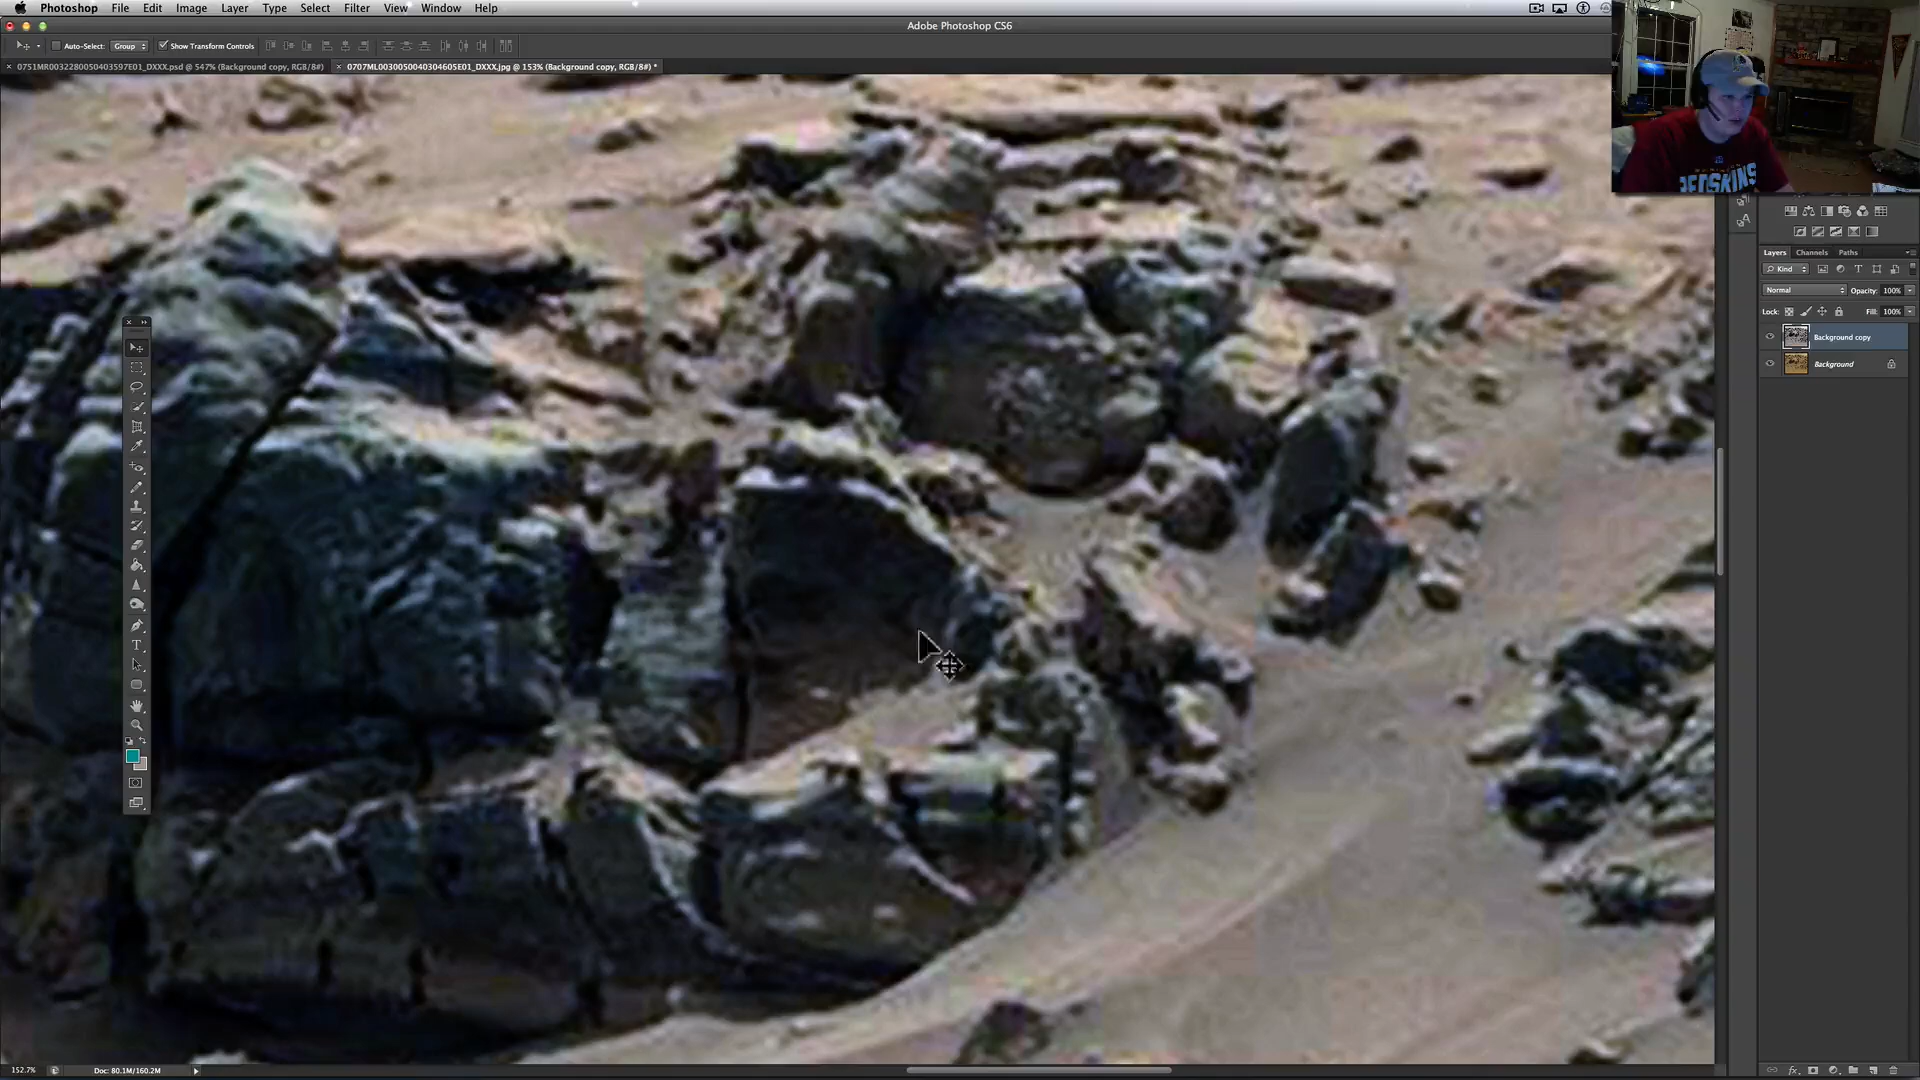 Photoshop File Edit Image Layer Type Select Filter View Window Help
Adobe Photoshop CS6
Auto-Select: Group Show Transform Controls
0751MR0032280050403597E01_DXXX.psd @ 547% (Background copy, RGB/8#)
0707ML0030050040304605E01_DXXX.jpg @ 153% (Background copy, RGB/8#) *
REDSKINS
Layers Channels Paths
Kind
Normal Opacity: 100%
Lock: Fill: 100%
Background copy
Background
152.7% Doc: 80.1M/160.2M